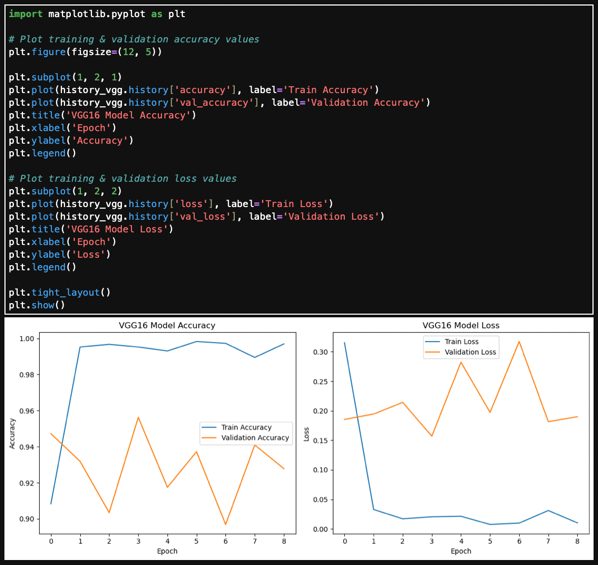 import matplotlib.pyplot as plt
# Plot training & validation accuracy values
plt.figure(figsize=(12, 5))
plt.subplot(1, 2, 1)
plt.plot(history_vgg.history['accuracy'], label='Train Accuracy')
plt.plot(history_vgg.history['val_accuracy'], label='Validation Accuracy')
plt.title('VGG16 Model Accuracy')
plt.xlabel('Epoch')
plt.ylabel('Accuracy')
plt.legend()
# Plot training & validation loss values
plt.subplot(1, 2, 2)
plt.plot(history_vgg.history['loss'], label='Train Loss')
plt.plot(history_vgg.history['val_loss'], label='Validation Loss')
plt.title('VGG16 Model Loss')
plt.xlabel('Epoch')
plt.ylabel('Loss')
plt.legend()
plt.tight_layout()
plt.show()
VGG16 Model Accuracy
1.00
0.98
0.96
0.94
0.92
0.90
Accuracy
Train Accuracy
Validation Accuracy
0 1 2 3 4 5 6 7 8
Epoch
VGG16 Model Loss
Train Loss
Validation Loss
0.30
0.25
0.20
0.15
0.10
0.05
0.00
Loss
0 1 2 3 4 5 6 7 8
Epoch